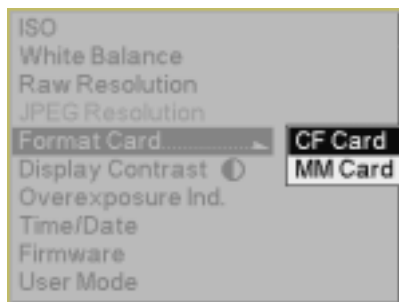 ISO
White Balance
Raw Resolution
JPEG Resolution
Format Card.............. CF Card
Display Contrast MM Card
Overexposure Ind.
Time/Date
Firmware
User Mode